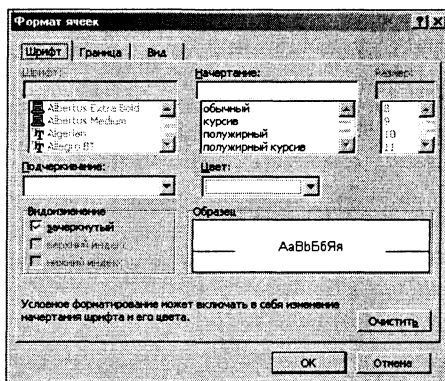 Формат ячеек
Шрифт Граница Вид
Шрифт: Начертание: Размер:
Albertus Extra Bold обычный 8
Albertus Medium курсив 9
Algerian полужирный 10
Allegro BT полужирный курсив 11
Подчеркивание: Цвет:
Видоизменение Образец
зачеркнутый
верхний индекс АаВbБбЯя
нижний индекс
Условное форматирование может включать в себя изменение
начертания шрифта и его цвета.
Очистить
ОК Отмена